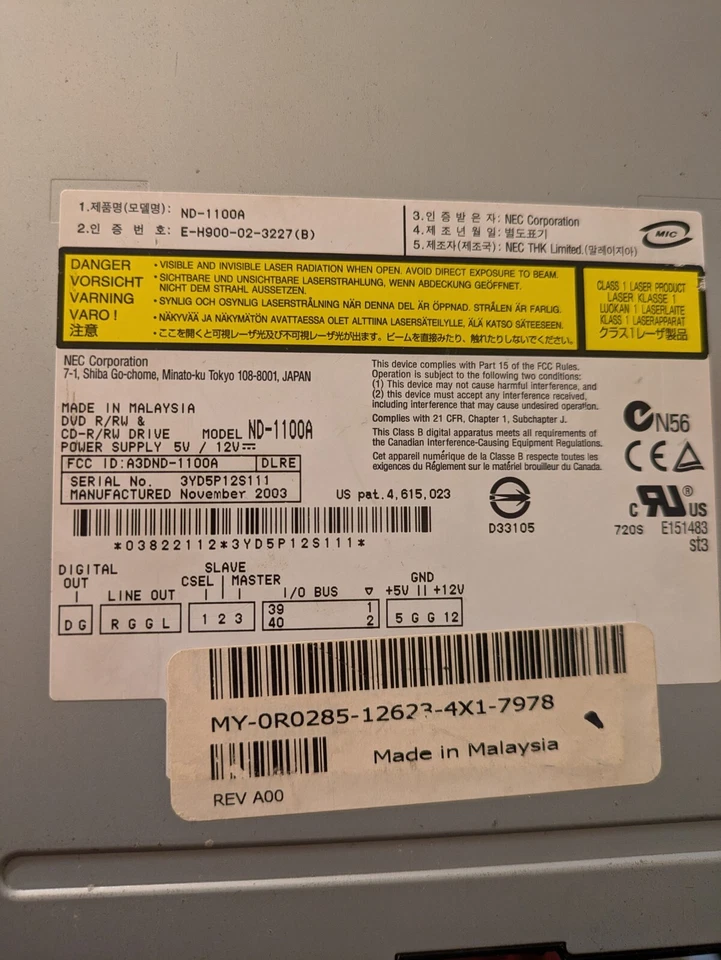 1.제품명(모델명): ND-1100A
2.인 증 번 호: E-H900-02-3227(B)
3.인 증 받 은 자: NEC Corporation
4.제 조 년 월 일: 별도표기
5.제조자(제조국): NEC THK Limited.(말레이지아)
MIC
DANGER • VISIBLE AND INVISIBLE LASER RADIATION WHEN OPEN. AVOID DIRECT EXPOSURE TO BEAM.
VORSICHT • SICHTBARE UND UNSICHTBARE LASERSTRAHLUNG, WENN ABDECKUNG GEÖFFNET.
NICHT DEM STRAHL AUSSETZEN.
VARNING • SYNLIG OCH OSYNLIG LASERSTRÅLNING NÄR DENNA DEL ÄR ÖPPNAD. STRÅLEN ÄR FARLIG.
VARO! • NÄKYVÄÄ JA NÄKYMÄTÖN AVATTAESSA OLET ALTTIINA LASERSÄTEILYLLE, ÄLÄ KATSO SÄTEESEEN.
注意 • ここを開くと可視レーザ光及び不可視レーザ光が出ます。ビームを直接みたり、触れたりしないでください。
CLASS 1 LASER PRODUCT
LASER KLASSE 1
LUOKAN 1 LASERLAITE
KLASS 1 LASERAPPARAT
クラス1レーザ製品
NEC Corporation
7-1, Shiba Go-chome, Minato-ku Tokyo 108-8001, JAPAN
MADE IN MALAYSIA
DVD R/RW &
CD-R/RW DRIVE MODEL ND-1100A
POWER SUPPLY 5V / 12V
FCC ID:A3DND-1100A DLRE
SERIAL No. 3YD5P12S111
MANUFACTURED November 2003
US pat.4,615,023
This device complies with Part 15 of the FCC Rules.
Operation is subject to the following two conditions:
(1) This device may not cause harmful interference, and
(2) this device must accept any interference received,
including interference that may cause undesired operation.
Complies with 21 CFR, Chapter 1, Subchapter J.
This Class B digital apparatus meets all requirements of
the Canadian Interference-Causing Equipment Regulations.
Cet appareil numérique de la Classe B respecte toutes les
exigences du Règlement sur le matériel brouilleur du Canada.
N56
CE
D33105
c RU ® US
720S E151483
st3
*03822112*3YD5P12S111*
DIGITAL
OUT
LINE OUT
SLAVE
CSEL MASTER
I/O BUS
GND
+5V +12V
D G
R G G L
1 2 3
39 1
40 2
5 G G 12
MY-0R0285-12623-4X1-7978
Made in Malaysia
REV A00